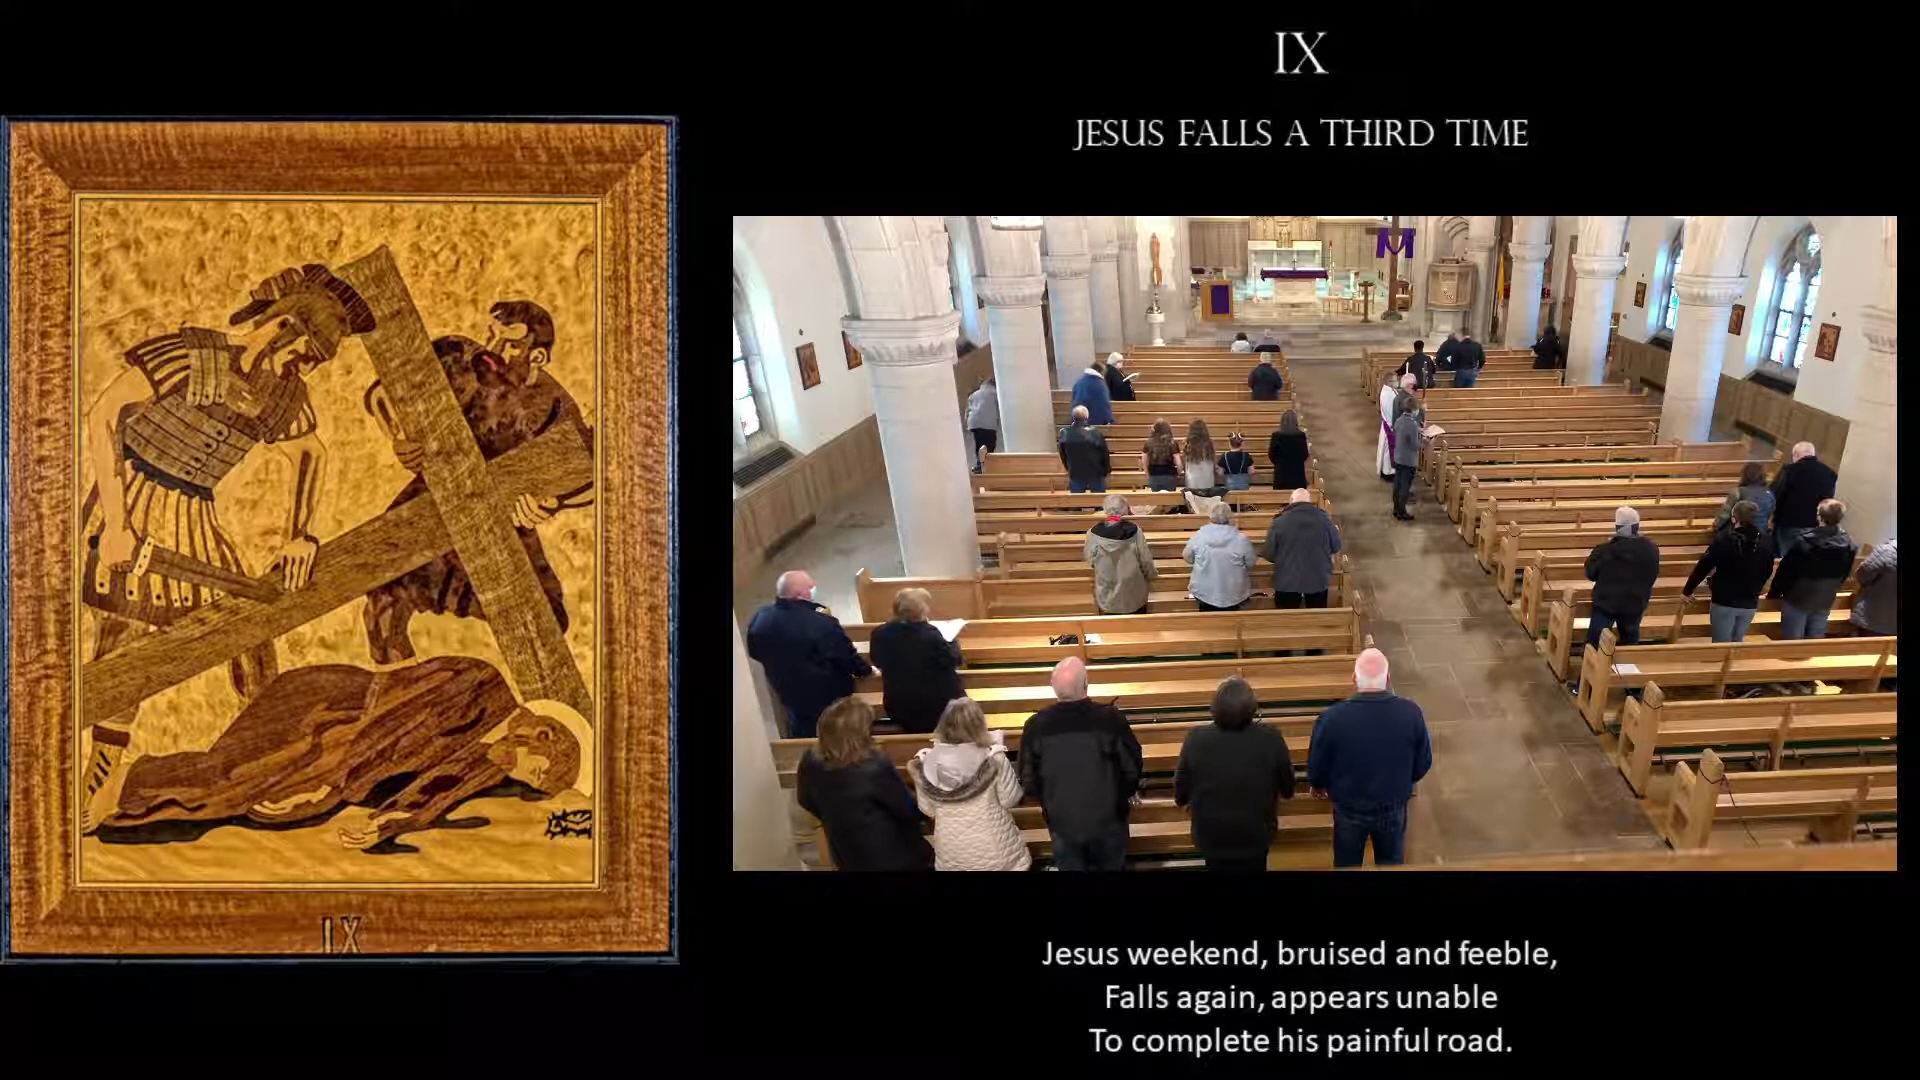 IX
JESUS FALLS A THIRD TIME
IX
Jesus weekend, bruised and feeble,
Falls again, appears unable
To complete his painful road.